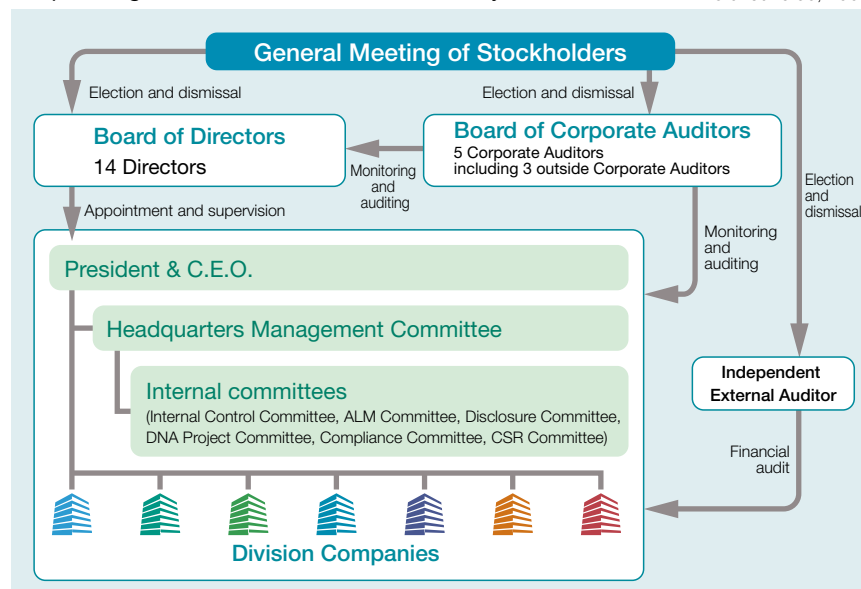 General Meeting of Stockholders
Election and dismissal
Election and dismissal
Board of Directors
14 Directors
Board of Corporate Auditors
5 Corporate Auditors
including 3 outside Corporate Auditors
Monitoring
and
auditing
Election
and
dismissal
Appointment and supervision
Monitoring
and
auditing
President & C.E.O.
Headquarters Management Committee
Internal committees
(Internal Control Committee, ALM Committee, Disclosure Committee,
DNA Project Committee, Compliance Committee, CSR Committee)
Independent
External Auditor
Financial
audit
Division Companies